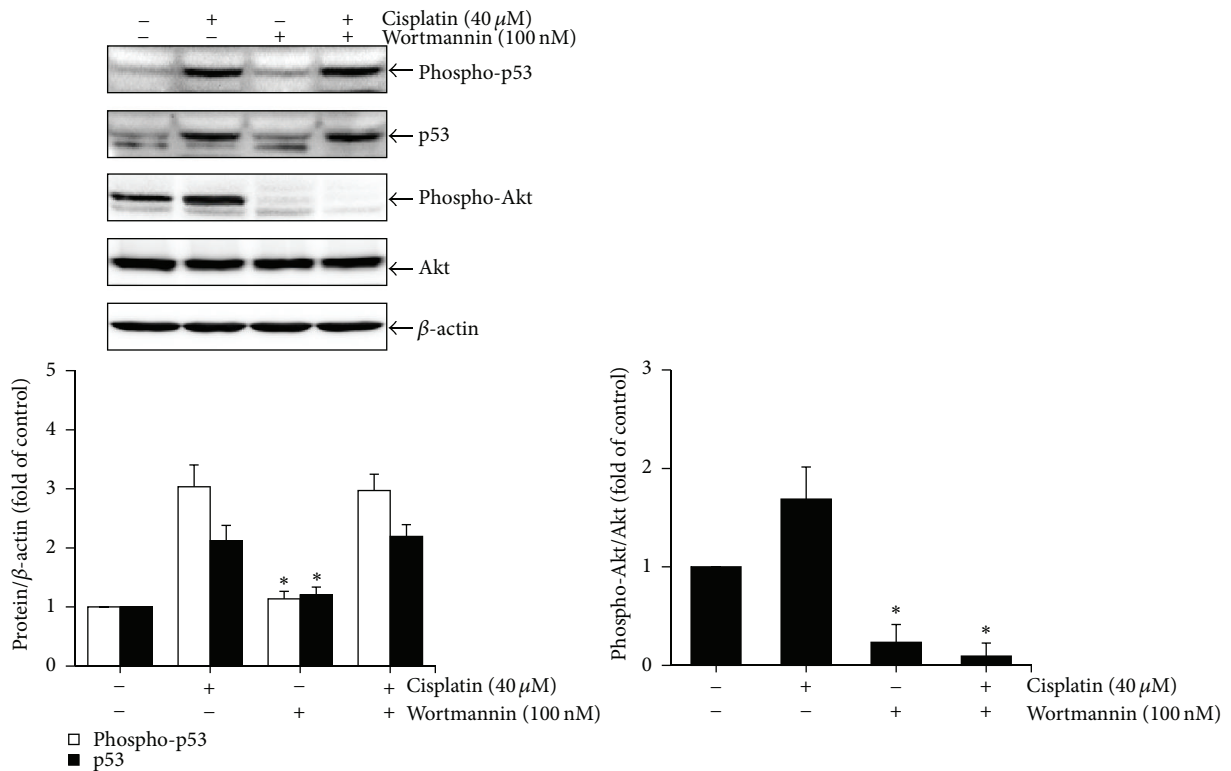 − + − + Cisplatin (40 μM)
− − + + Wortmannin (100 nM)
Phospho-p53
p53
Phospho-Akt
Akt
β-actin
Protein/β-actin (fold of control)
5
4
3
2
1
0
* *
− + − + Cisplatin (40 μM)
− − + + Wortmannin (100 nM)
Phospho-p53
p53
Phospho-Akt/Akt (fold of control)
3
2
1
0
*
*
− + − + Cisplatin (40 μM)
− − + + Wortmannin (100 nM)